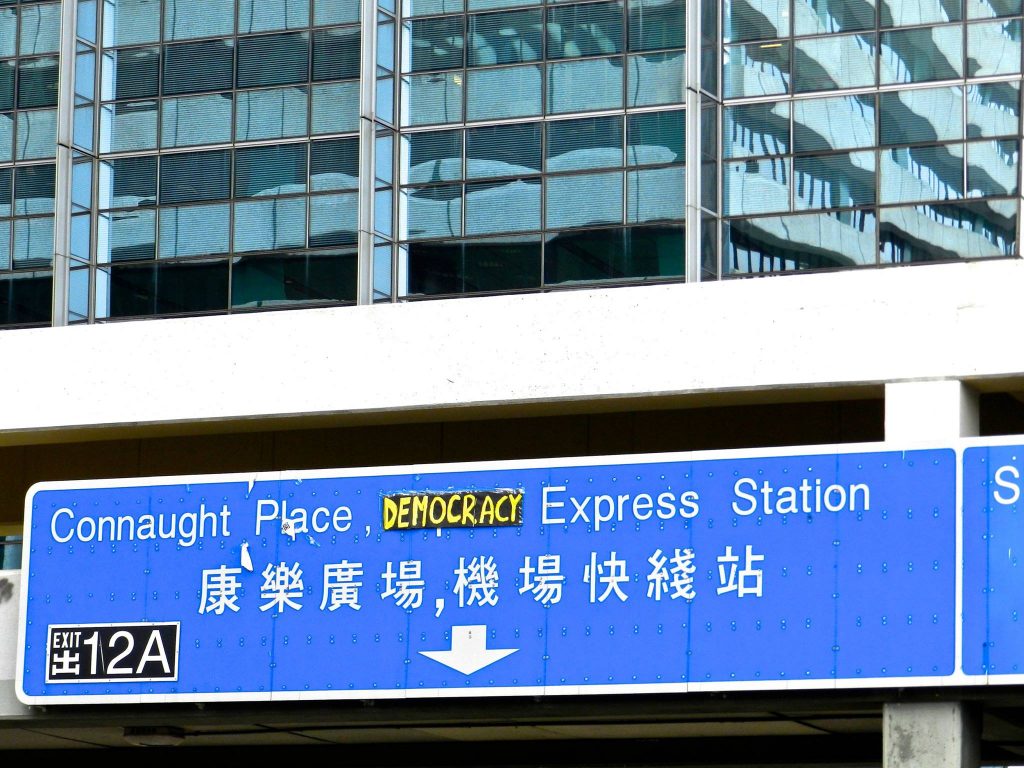 Connaught Place, DEMOCRACY Express Station
康樂廣場,機場快綫站
EXIT 出 12A
S